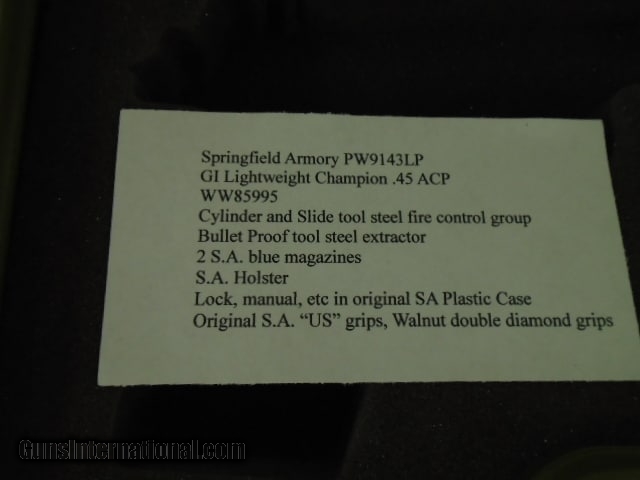 Springfield Armory PW9143LP
GI Lightweight Champion .45 ACP
WW85995
Cylinder and Slide tool steel fire control group
Bullet Proof tool steel extractor
2 S.A. blue magazines
S.A. Holster
Lock, manual, etc in original SA Plastic Case
Original S.A. “US” grips, Walnut double diamond grips
GunsInternational.com